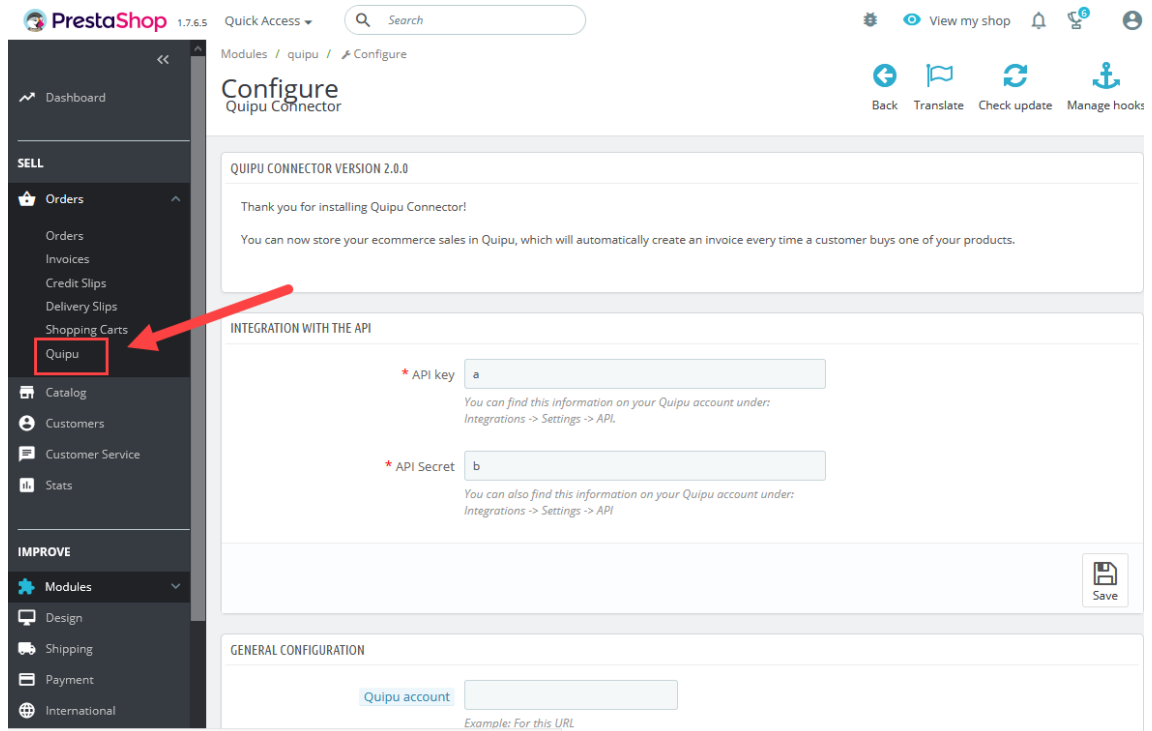 PrestaShop 1.7.6.5 Quick Access Search View my shop 6
Modules / quipu / Configure
Configure
Quipu Connector
Back Translate Check update Manage hooks
Dashboard
SELL
Orders
Orders
Invoices
Credit Slips
Delivery Slips
Shopping Carts
Quipu
Catalog
Customers
Customer Service
Stats
IMPROVE
Modules
Design
Shipping
Payment
International
QUIPU CONNECTOR VERSION 2.0.0
Thank you for installing Quipu Connector!
You can now store your ecommerce sales in Quipu, which will automatically create an invoice every time a customer buys one of your products.
INTEGRATION WITH THE API
* API key a
You can find this information on your Quipu account under:
Integrations -> Settings -> API.
* API Secret b
You can also find this information on your Quipu account under:
Integrations -> Settings -> API
Save
GENERAL CONFIGURATION
Quipu account
Example: For this URL